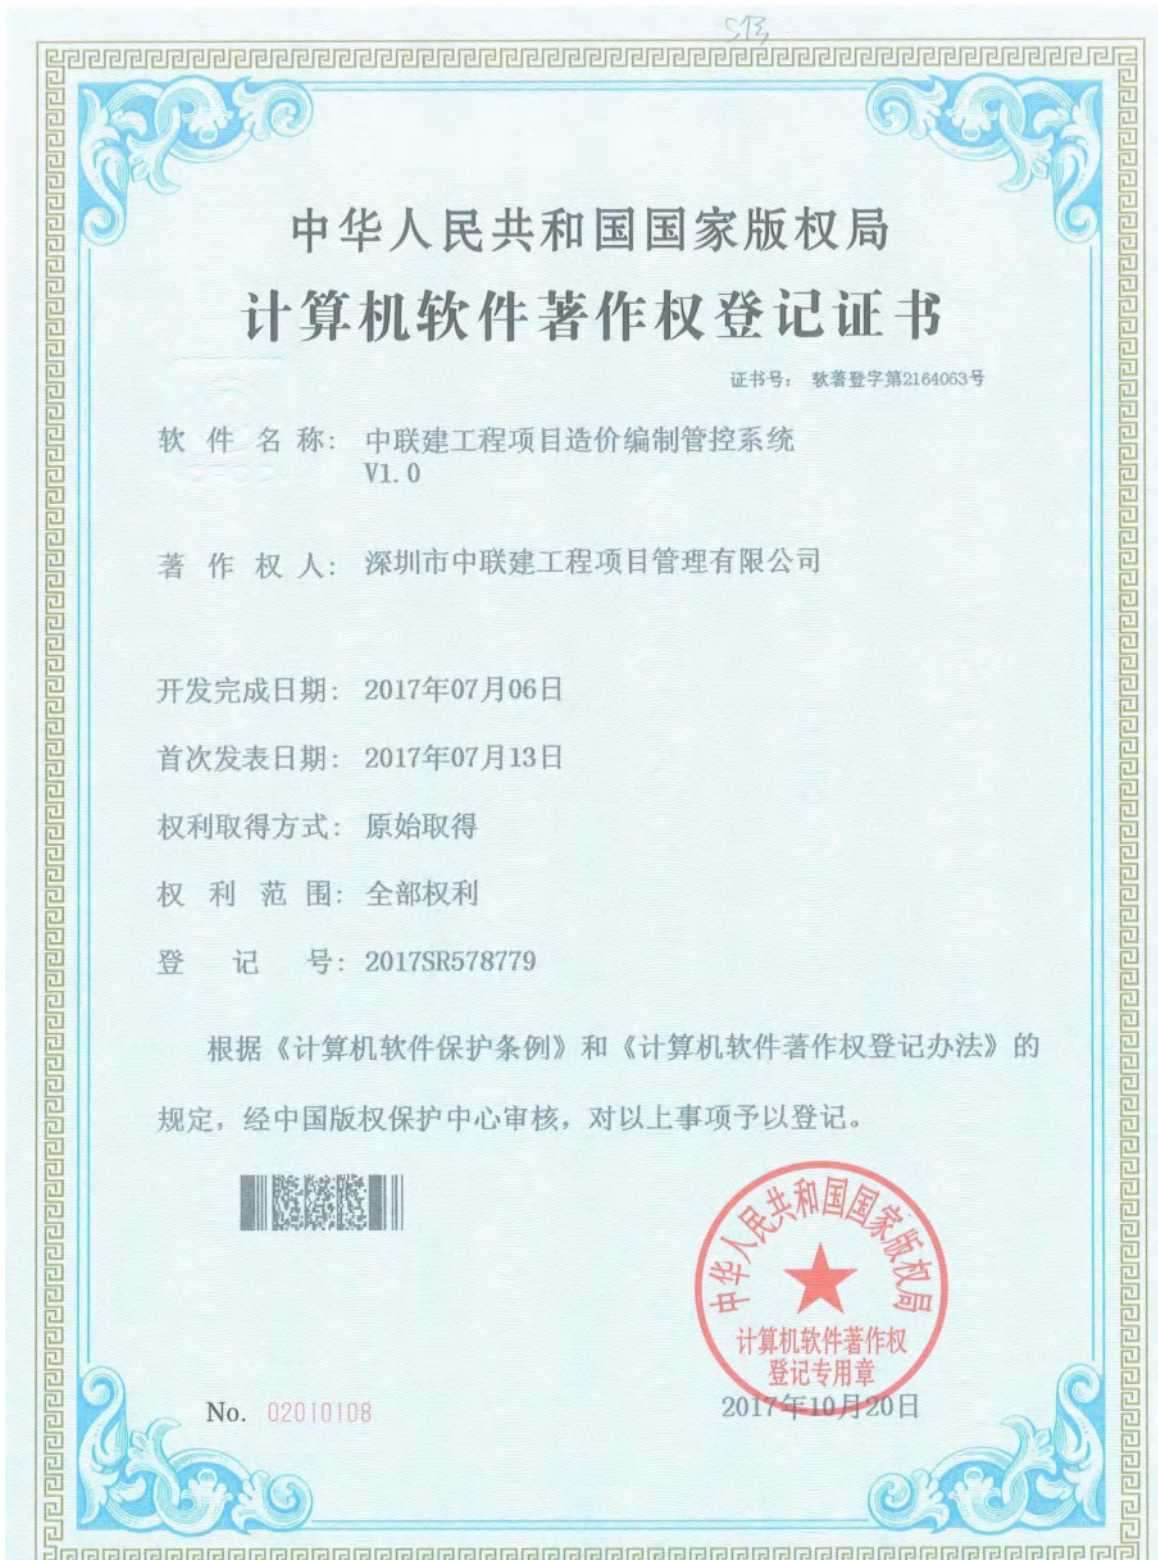 中华人民共和国国家版权局
计算机软件著作权登记证书
证书号： 软著登字第2164063号
软件名称： 中联建工程项目造价编制管控系统
V1.0
著作权人： 深圳市中联建工程项目管理有限公司
开发完成日期： 2017年07月06日
首次发表日期： 2017年07月13日
权利取得方式： 原始取得
权利范围： 全部权利
登记号： 2017SR578779
根据《计算机软件保护条例》和《计算机软件著作权登记办法》的
规定，经中国版权保护中心审核，对以上事项予以登记。
中华人民共和国国家版权局
计算机软件著作权
登记专用章
No. 02010108
2017年10月20日